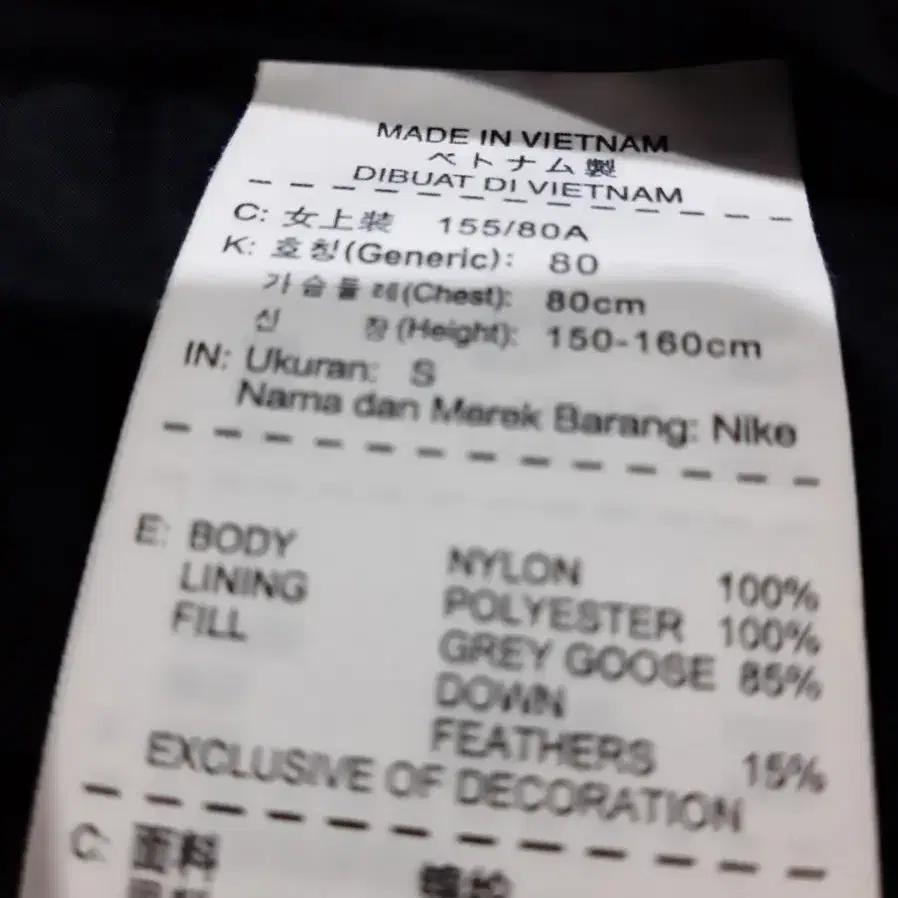 MADE IN VIETNAM
ベトナム製
DIBUAT DI VIETNAM
C: 女上装 155/80A
K: 호칭(Generic): 80
가슴둘레(Chest): 80cm
신 장 (Height): 150-160cm
IN: Ukuran: S
Nama dan Merek Barang: Nike
E: BODY NYLON 100%
LINING POLYESTER 100%
FILL GREY GOOSE 85%
DOWN
FEATHERS 15%
EXCLUSIVE OF DECORATION
C: 面料